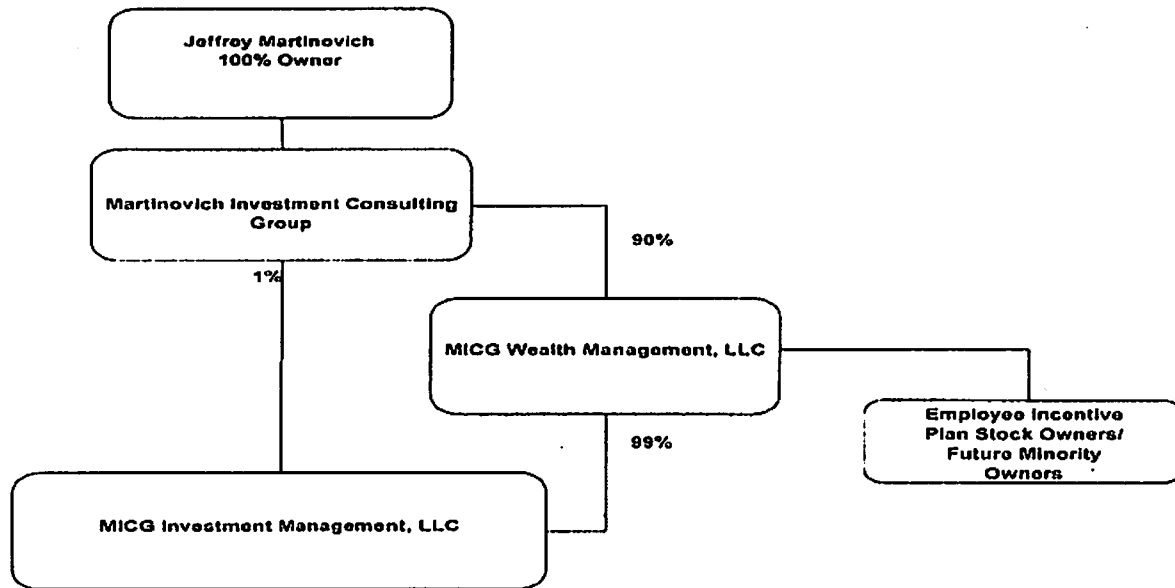 Jeffrey Martinovich
100% Owner
Martinovich Investment Consulting
Group
90%
1%
MICG Wealth Management, LLC
Employee Incentive
Plan Stock Owners/
Future Minority
Owners
99%
MICG Investment Management, LLC